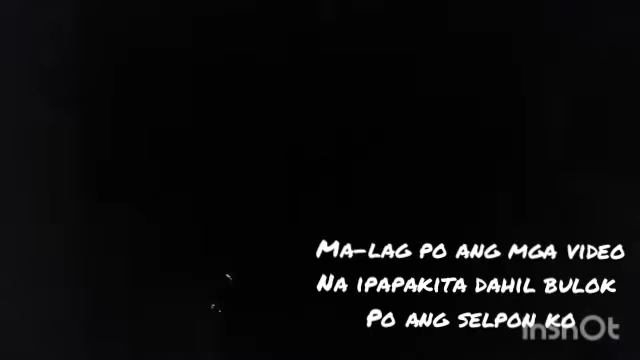 Ma-lag po ang mga video
Na ipapakita dahil bulok
Po ang selpon ko
InShOt